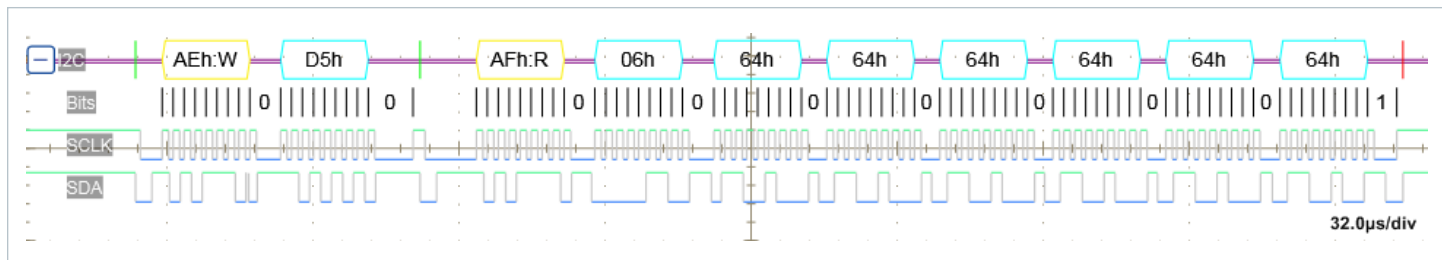 I2C AEh:W D5h AFh:R 06h 64h 64h 64h 64h 64h 64h
Bits 0 0 0 0 0 0 0 0 0 1
SCLK
SDA
32.0µs/div